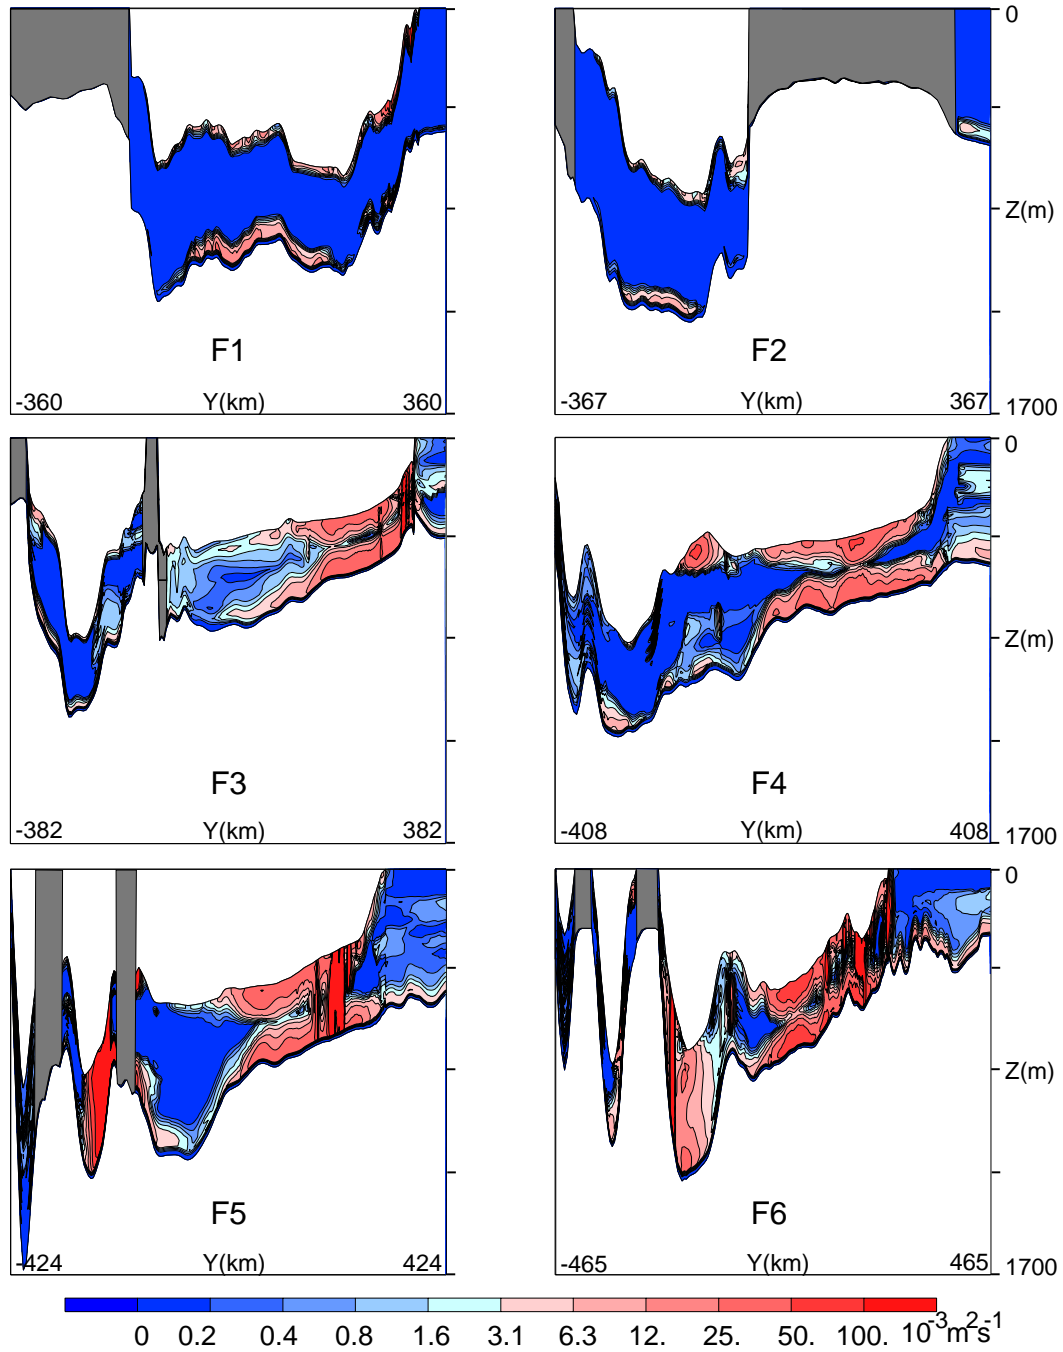 0
0
Z(m)
Z(m)
F1
F2
-360 Y(km) 360
-367 Y(km) 367
1700
0
Z(m)
F3
F4
-382 Y(km) 382
-408 Y(km) 408
1700
0
Z(m)
F5
F6
-424 Y(km) 424
-465 Y(km) 465
1700
0 0.2 0.4 0.8 1.6 3.1 6.3 12. 25. 50. 100. 10⁻³m²s⁻¹